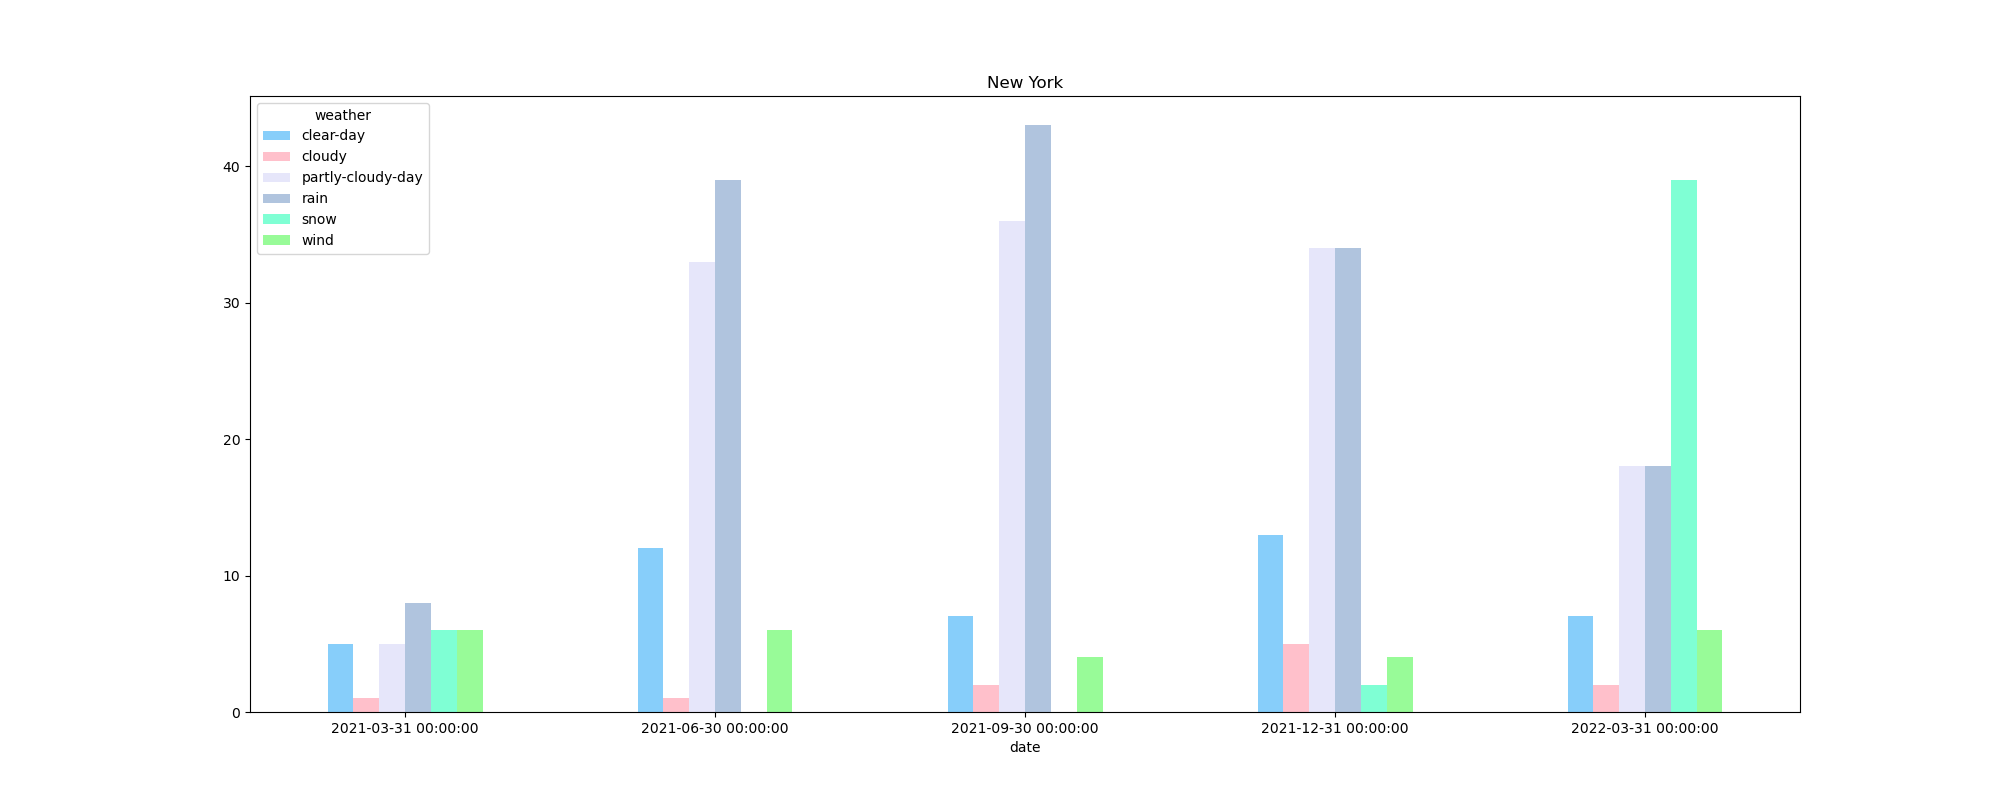 New York
weather
clear-day
cloudy
partly-cloudy-day
rain
snow
wind
40
30
20
10
0
2021-03-31 00:00:00
2021-06-30 00:00:00
2021-09-30 00:00:00
2021-12-31 00:00:00
2022-03-31 00:00:00
date